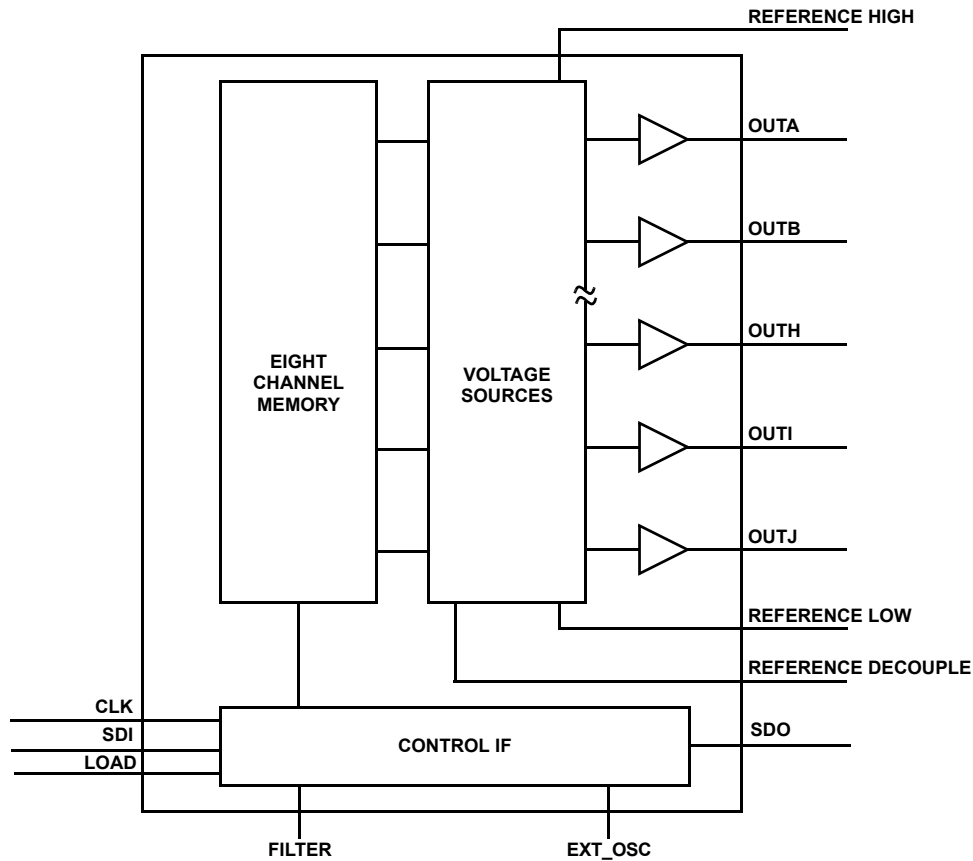 REFERENCE HIGH
OUTA
OUTB
OUTH
EIGHT
CHANNEL
MEMORY
VOLTAGE
SOURCES
OUTI
OUTJ
REFERENCE LOW
REFERENCE DECOUPLE
CLK
SDI
LOAD
CONTROL IF
SDO
FILTER
EXT_OSC